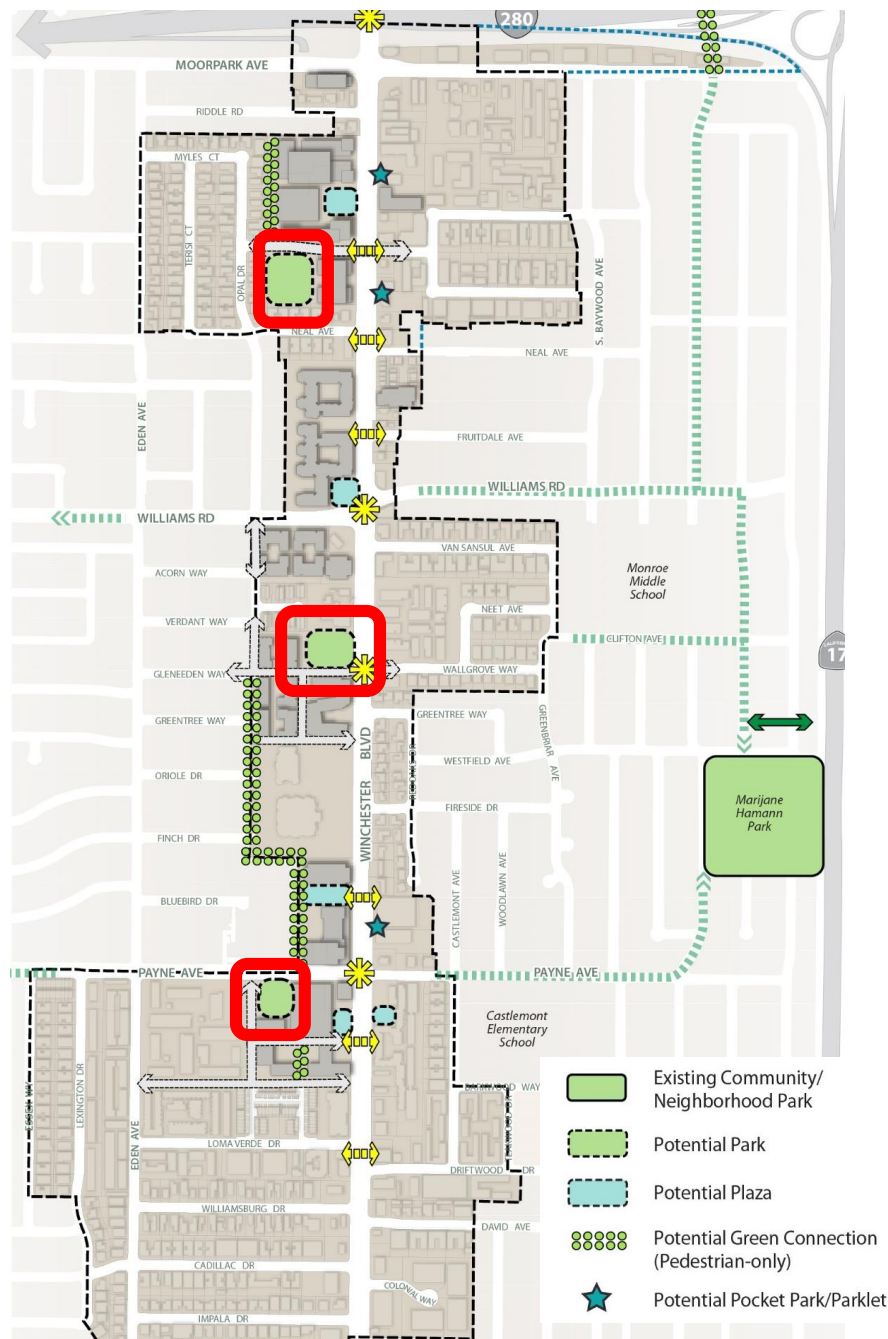 280
MOORPARK AVE
RIDDLE RD
MYLES CT
TERISI CT
OPAL DR
S. BAYWOOD AVE
NEAL AVE
NEAL AVE
EDEN AVE
FRUITDALE AVE
WILLIAMS RD
WILLIAMS RD
VAN SANSUL AVE
Monroe
Middle
School
ACORN WAY
NEET AVE
VERDANT WAY
CLIFTON AVE
17
GLENEEDEN WAY
WALLGROVE WAY
GREENTREE WAY
GREENTREE WAY
GREENBRIAR AVE
WINCHESTER BLVD
WESTFIELD AVE
ORIOLE DR
FIRESIDE DR
Marijane
Hamann
Park
FINCH DR
CASTLEMONT AVE
WOODLAWN AVE
BLUEBIRD DR
PAYNE AVE
PAYNE AVE
Castlemont
Elementary
School
LEXINGTON DR
EDEN AVE
WAY
LOMA VERDE DR
DRIFTWOOD DR
WILLIAMSBURG DR
DAVID AVE
CADILLAC DR
COLONIAL WAY
IMPALA DR
Existing Community/
Neighborhood Park
Potential Park
Potential Plaza
Potential Green Connection
(Pedestrian-only)
Potential Pocket Park/Parklet